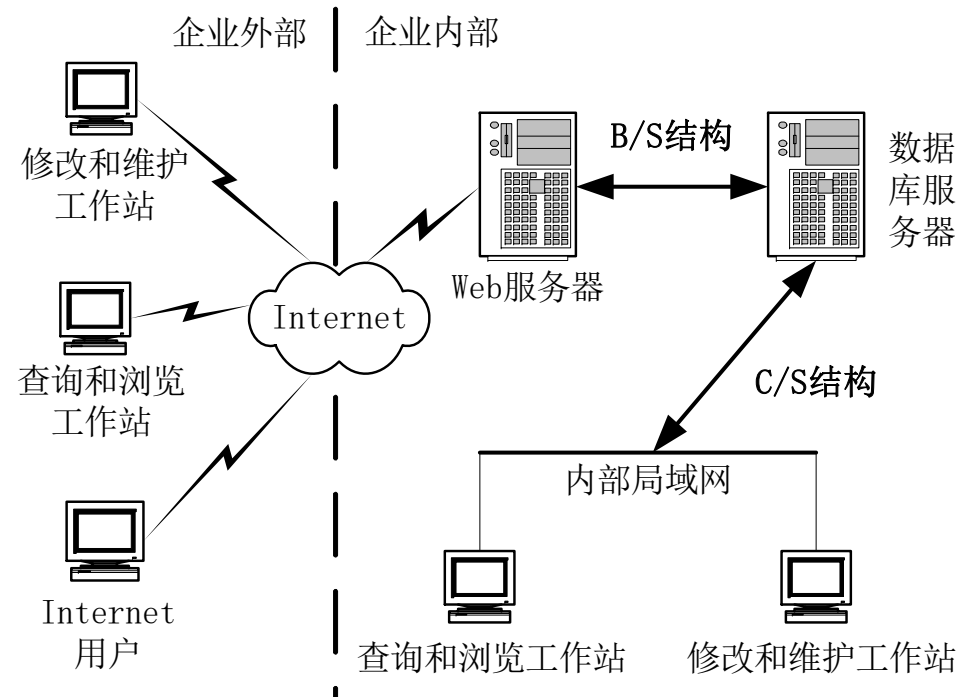 企业外部
企业内部
修改和维护
工作站
查询和浏览
工作站
Internet
用户
Internet
Web服务器
B/S结构
数据
库服
务器
C/S结构
内部局域网
查询和浏览工作站
修改和维护工作站